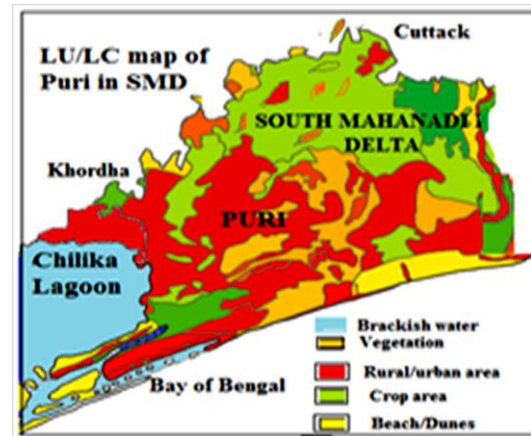 LU/LC map of
Puri in SMD
Cuttack
SOUTH MAHANADI
DELTA
Khordha
PURI
Chilika
Lagoon
Bay of Bengal
Brackish water
Vegetation
Rural/urban area
Crop area
Beach/Dunes